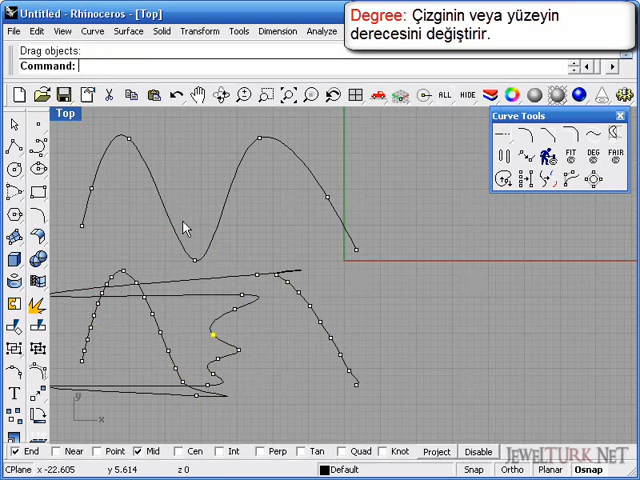 Untitled - Rhinoceros - [Top]
Degree: Çizginin veya yüzeyin
derecesini değiştirir.
File Edit View Curve Surface Solid Transform Tools Dimension Analyze
Drag objects:
Command:
ALL HIDE
Top
Curve Tools
FIT DEG FAIR
T
y
x
End Near Point Mid Cen Int Perp Tan Quad Knot Project Disable
JEWELTURK.NET
CPlane x -22.605 y 5.614 z 0 Default Snap Ortho Planar Osnap